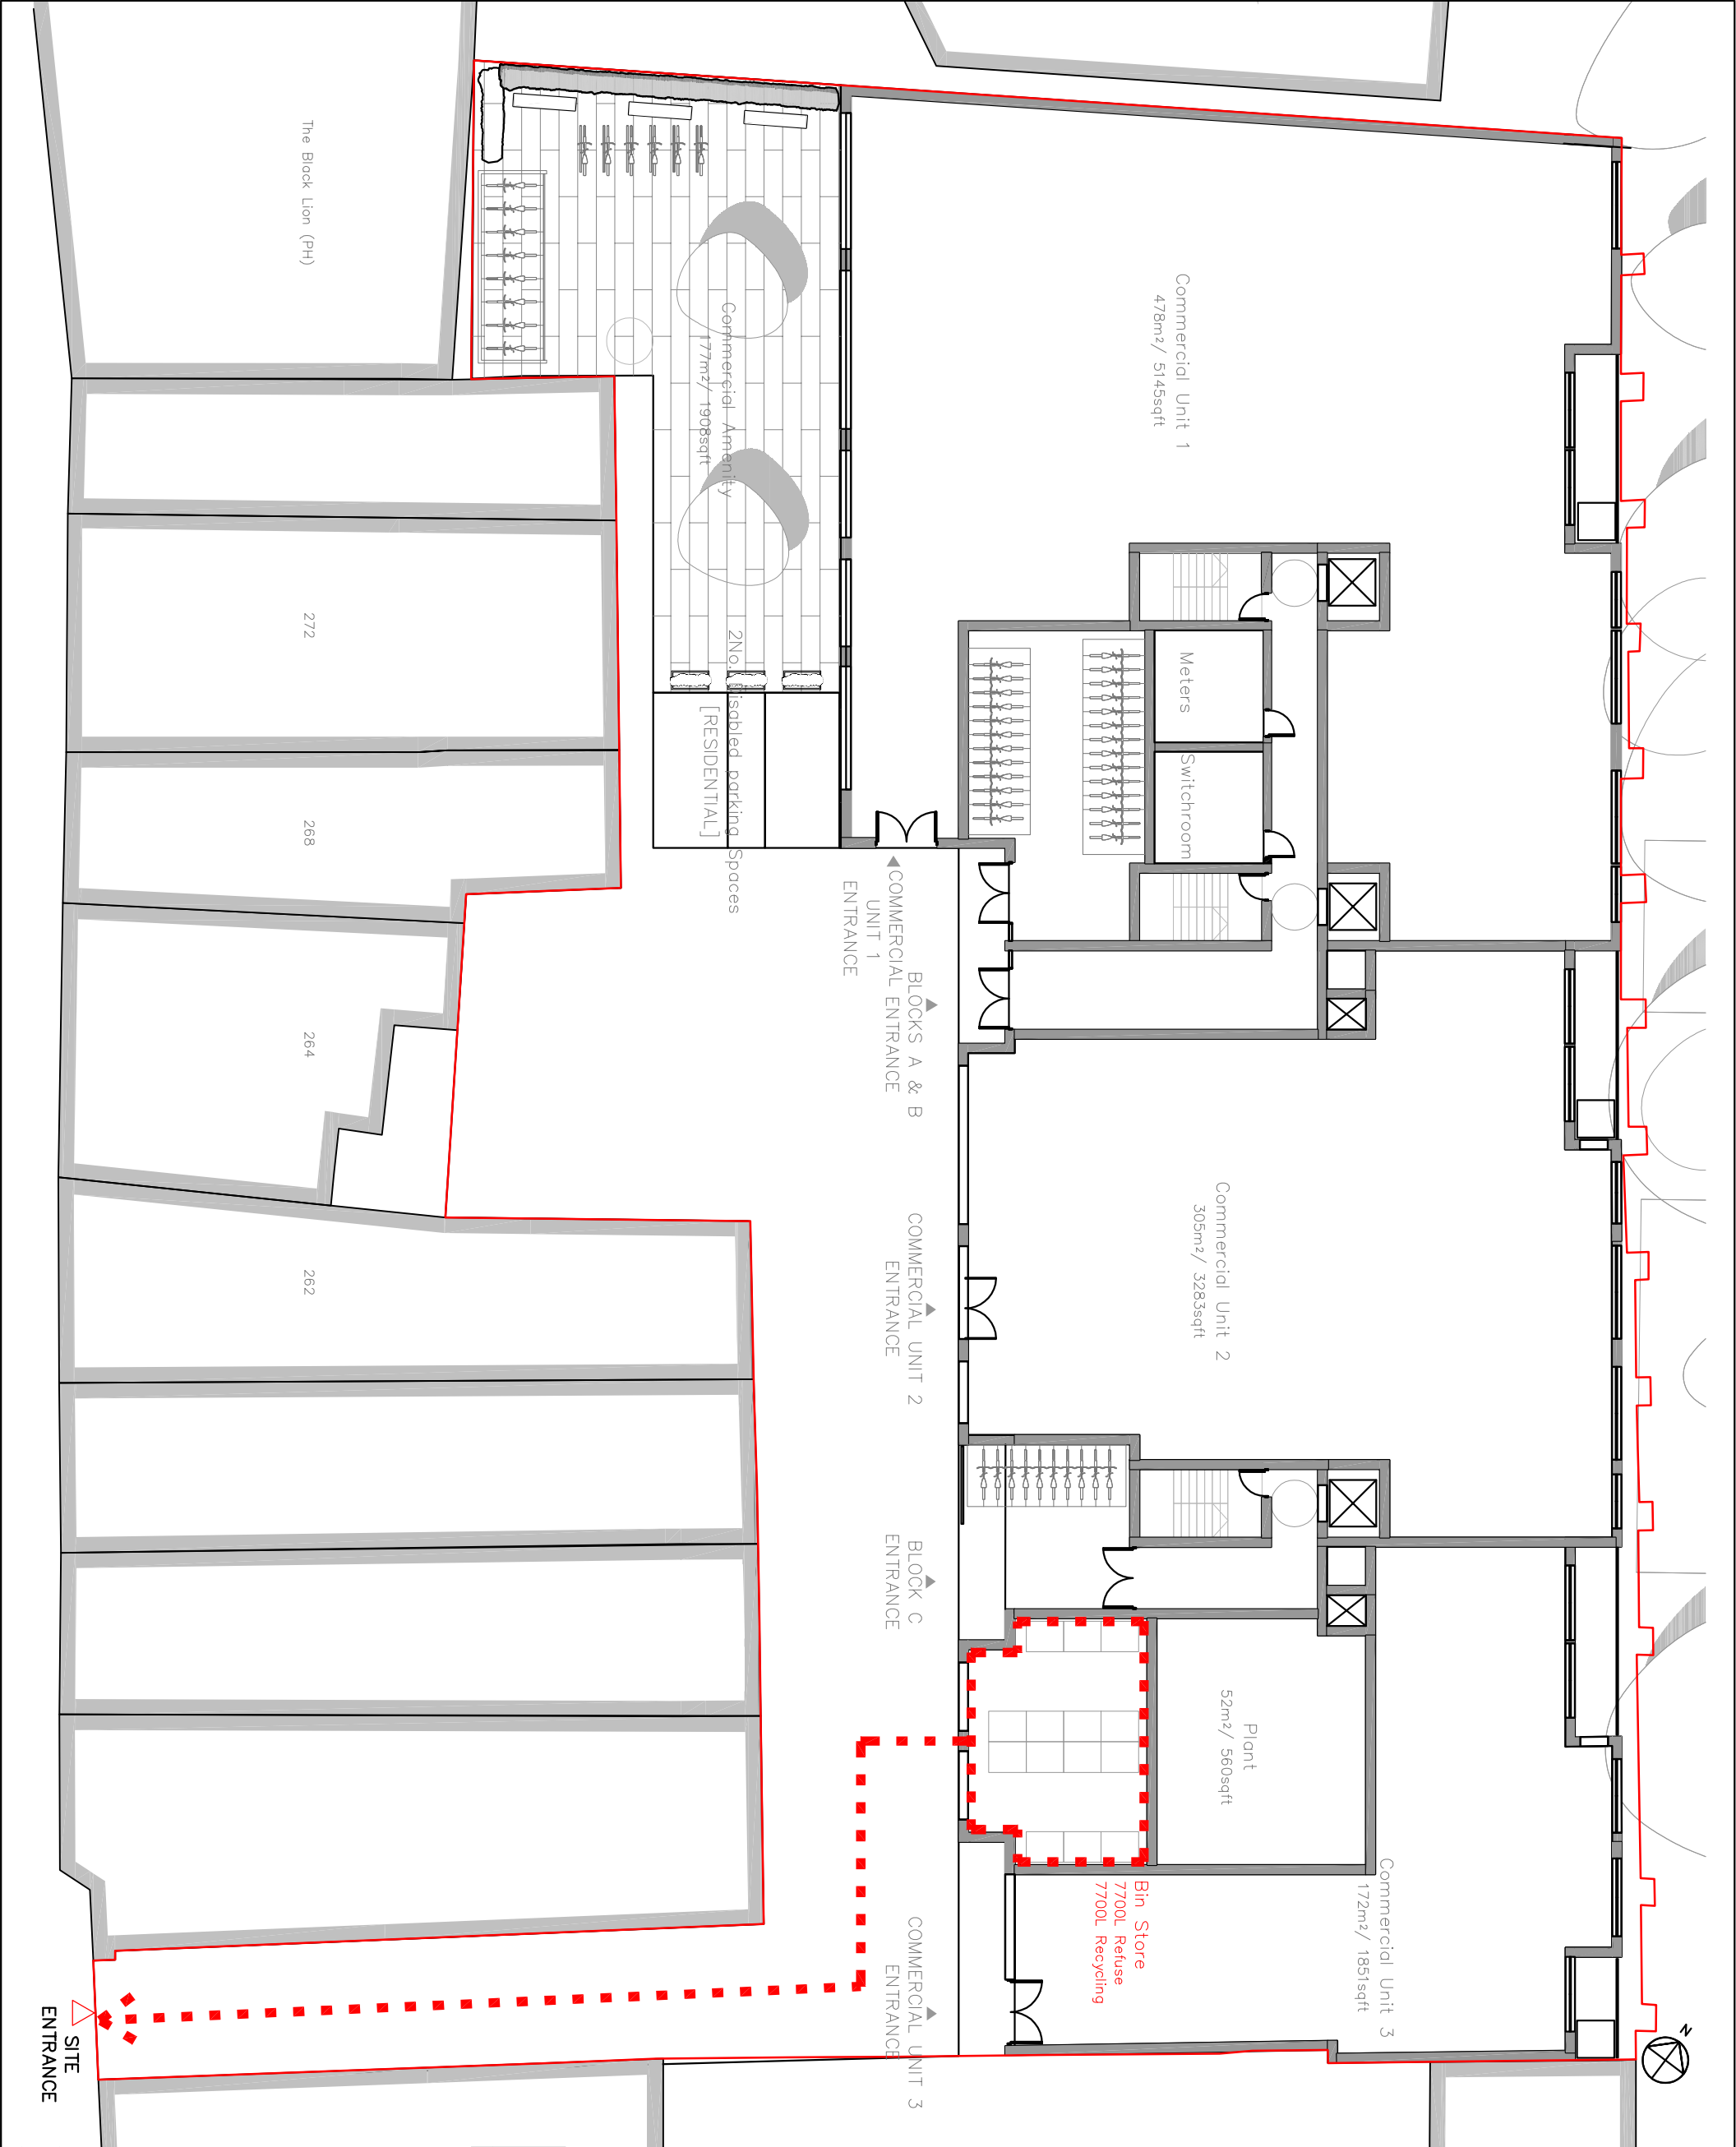 The Black Lion (PH)
272
268
264
262
SITE
ENTRANCE
Commercial Amenity
177m²/ 1908sqft
2No. Disabled parking Spaces
[RESIDENTIAL]
COMMERCIAL ENTRANCE
UNIT 1
ENTRANCE
BLOCKS A & B
COMMERCIAL UNIT 2
ENTRANCE
BLOCK C
ENTRANCE
COMMERCIAL UNIT 3
ENTRANCE
Commercial Unit 1
478m²/ 5145sqft
Meters
Switchroom
Commercial Unit 2
305m²/ 3283sqft
Plant
52m²/ 560sqft
Bin Store
7700L Refuse
7700L Recycling
Commercial Unit 3
172m²/ 1851sqft
N